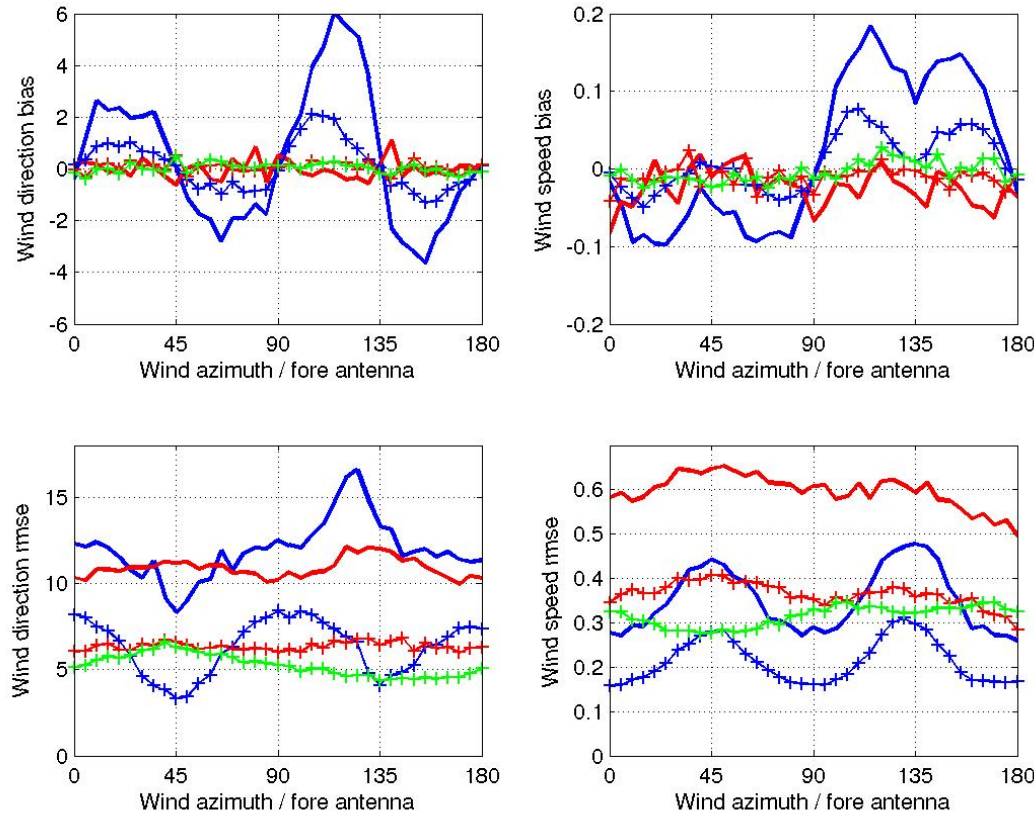 6
4
2
0
-2
-4
-6
Wind direction bias
0 45 90 135 180
Wind azimuth / fore antenna
0.2
0.1
0
-0.1
-0.2
Wind speed bias
0 45 90 135 180
Wind azimuth / fore antenna
15
10
5
0
Wind direction rmse
0 45 90 135 180
Wind azimuth / fore antenna
0.6
0.5
0.4
0.3
0.2
0.1
0
Wind speed rmse
0 45 90 135 180
Wind azimuth / fore antenna